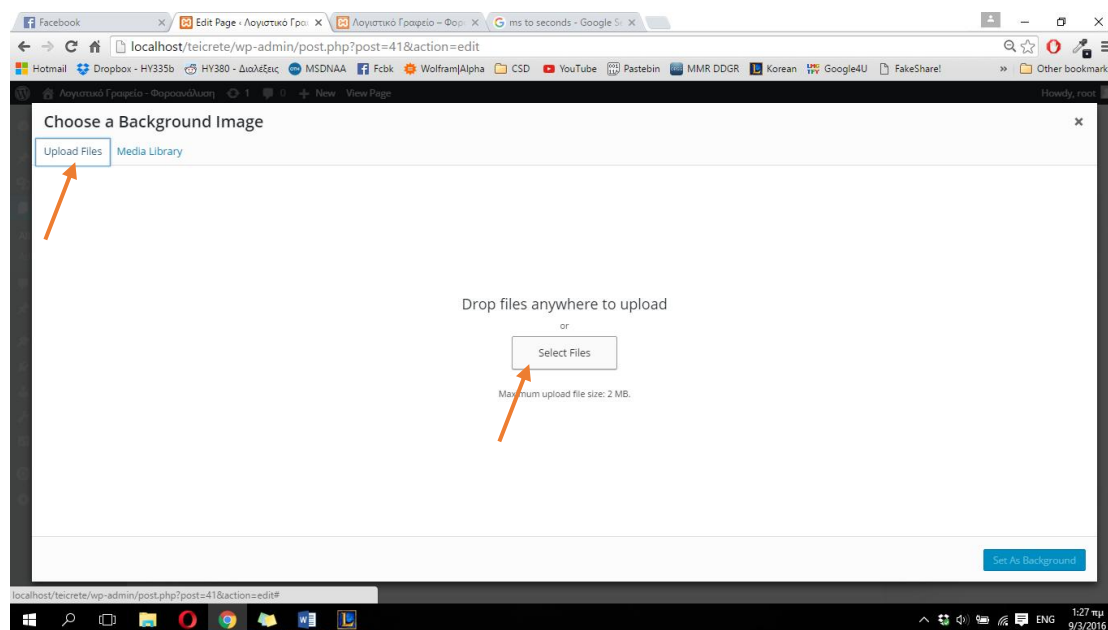 Facebook
Edit Page ‹ Λογιστικό Γρα
Λογιστικό Γραφείο – Φορ
ms to seconds - Google Se
localhost/teicrete/wp-admin/post.php?post=41&action=edit
Hotmail Dropbox - HY335b HY380 - Διαλέξεις MSDNAA Fcbk Wolfram|Alpha CSD YouTube Pastebin MMR DDGR Korean Google4U FakeShare! » Other bookmark
Λογιστικό Γραφείο - Φοροανάλυση 1 0 + New View Page Howdy, root
Choose a Background Image
Upload Files Media Library
Drop files anywhere to upload
or
Select Files
Maximum upload file size: 2 MB.
Set As Background
localhost/teicrete/wp-admin/post.php?post=41&action=edit#
ENG 1:27 πμ
9/3/2016